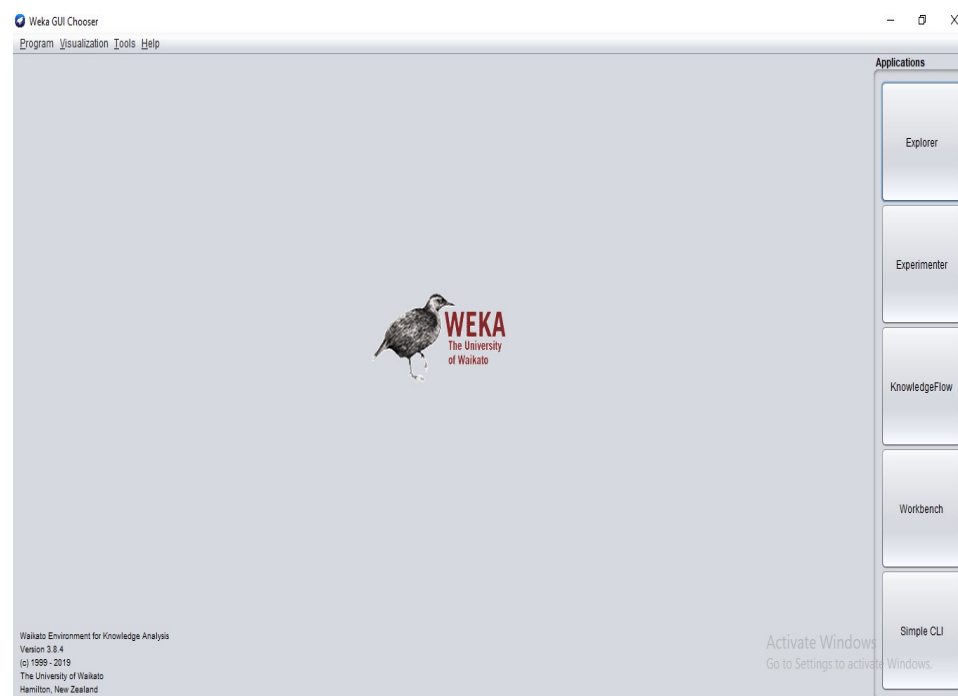 Weka GUI Chooser
Program Visualization Tools Help
Applications
Explorer
Experimenter
KnowledgeFlow
Workbench
Simple CLI
WEKA
The University
of Waikato
Waikato Environment for Knowledge Analysis
Version 3.8.4
(c) 1999 - 2019
The University of Waikato
Hamilton, New Zealand
Activate Windows
Go to Settings to activate Windows.